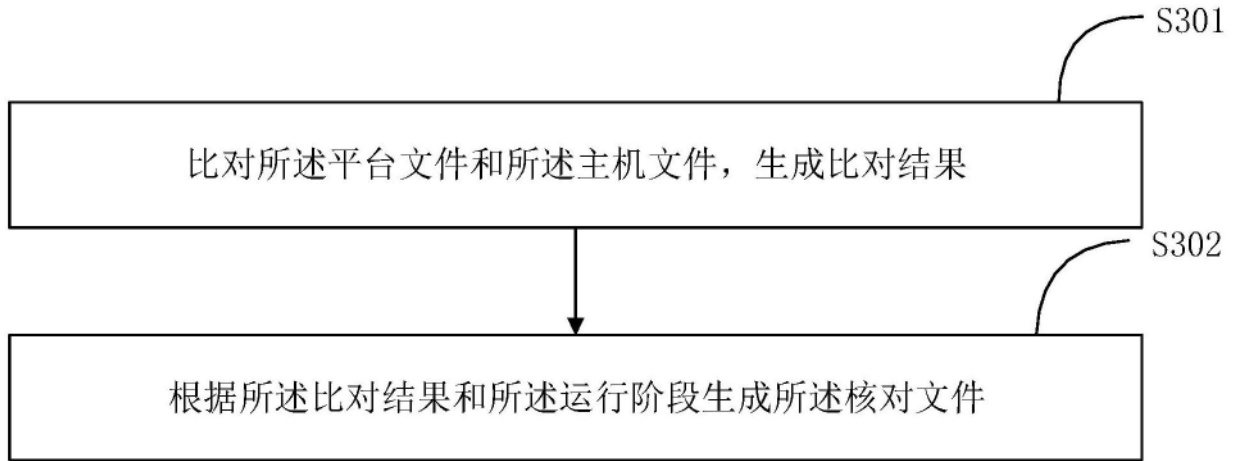 S301
比对所述平台文件和所述主机文件，生成比对结果
S302
根据所述比对结果和所述运行阶段生成所述核对文件